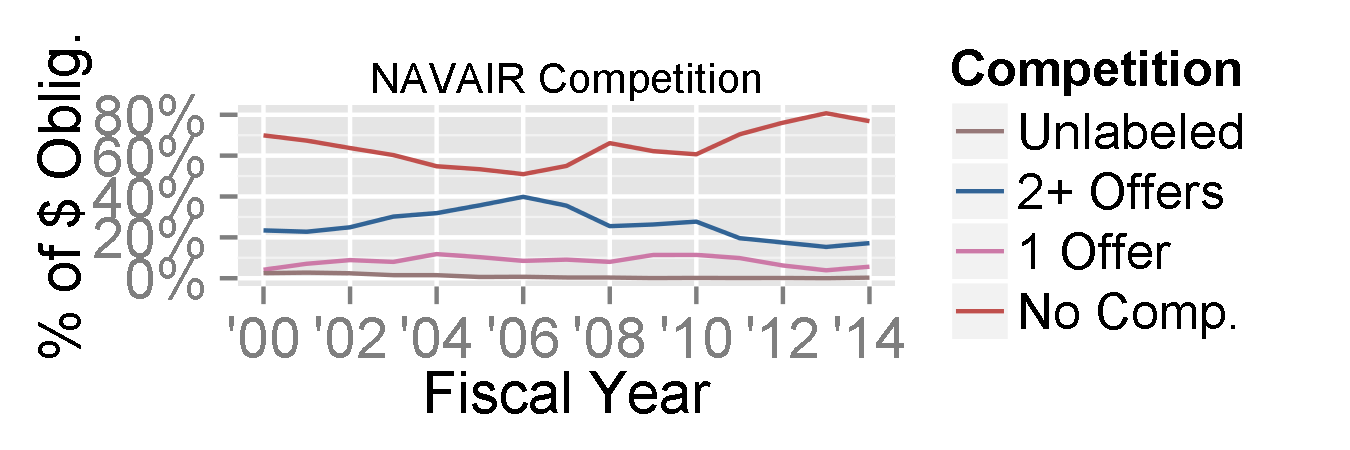 NAVAIR Competition
% of $ Oblig.
80%
60%
40%
20%
0%
'00 '02 '04 '06 '08 '10 '12 '14
Fiscal Year
Competition
Unlabeled
2+ Offers
1 Offer
No Comp.